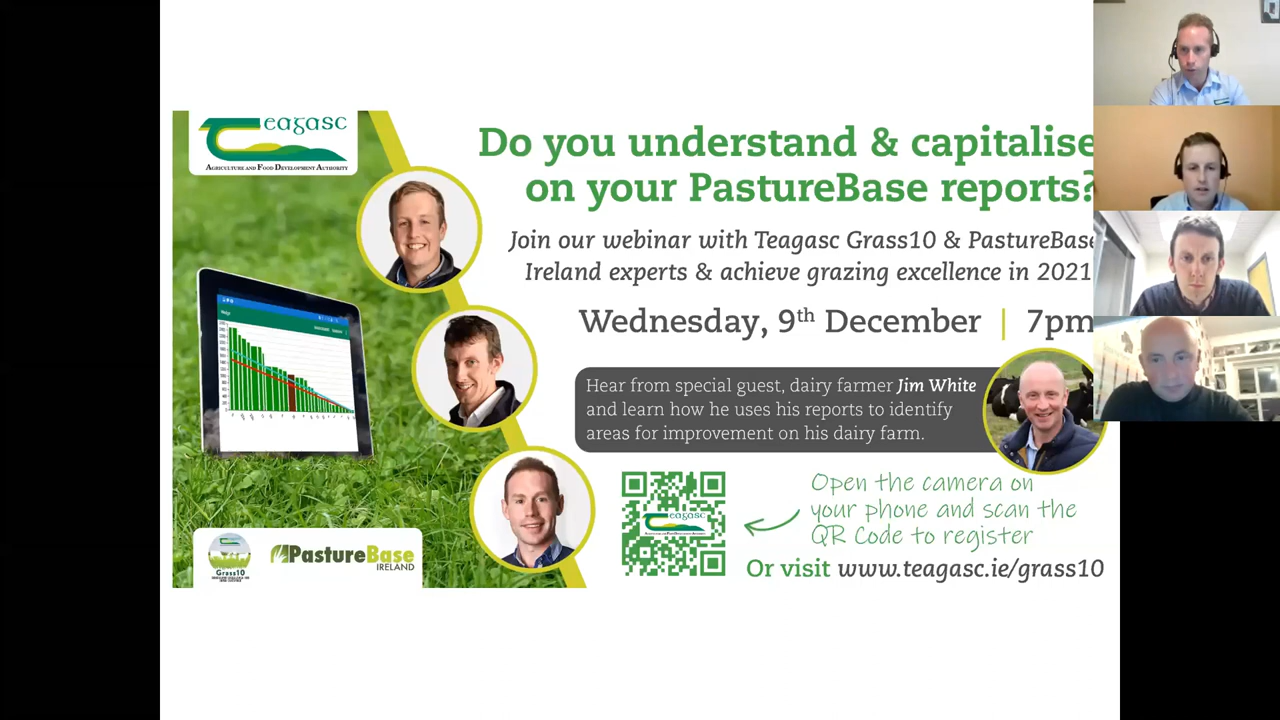 Teagasc
AGRICULTURE AND FOOD DEVELOPMENT AUTHORITY
Do you understand & capitalise
on your PastureBase reports?
Join our webinar with Teagasc Grass10 & PastureBase
Ireland experts & achieve grazing excellence in 2021
Wednesday, 9th December | 7pm
Hear from special guest, dairy farmer Jim White
and learn how he uses his reports to identify
areas for improvement on his dairy farm.
Teagasc
Open the camera on
your phone and scan the
QR Code to register
Or visit www.teagasc.ie/grass10
Grass10
PastureBase
IRELAND